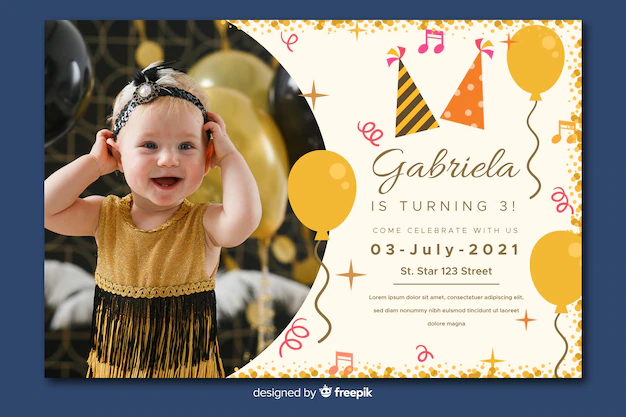 Gabriela
IS TURNING 3!
COME CELEBRATE WITH US
03-July-2021
St. Star 123 Street
Lorem ipsum dolor sit amet, consectetuer adipiscing elit,
sed diam nonummy nibh euismod tincidunt ut laoreet
dolore magna
designed by freepik